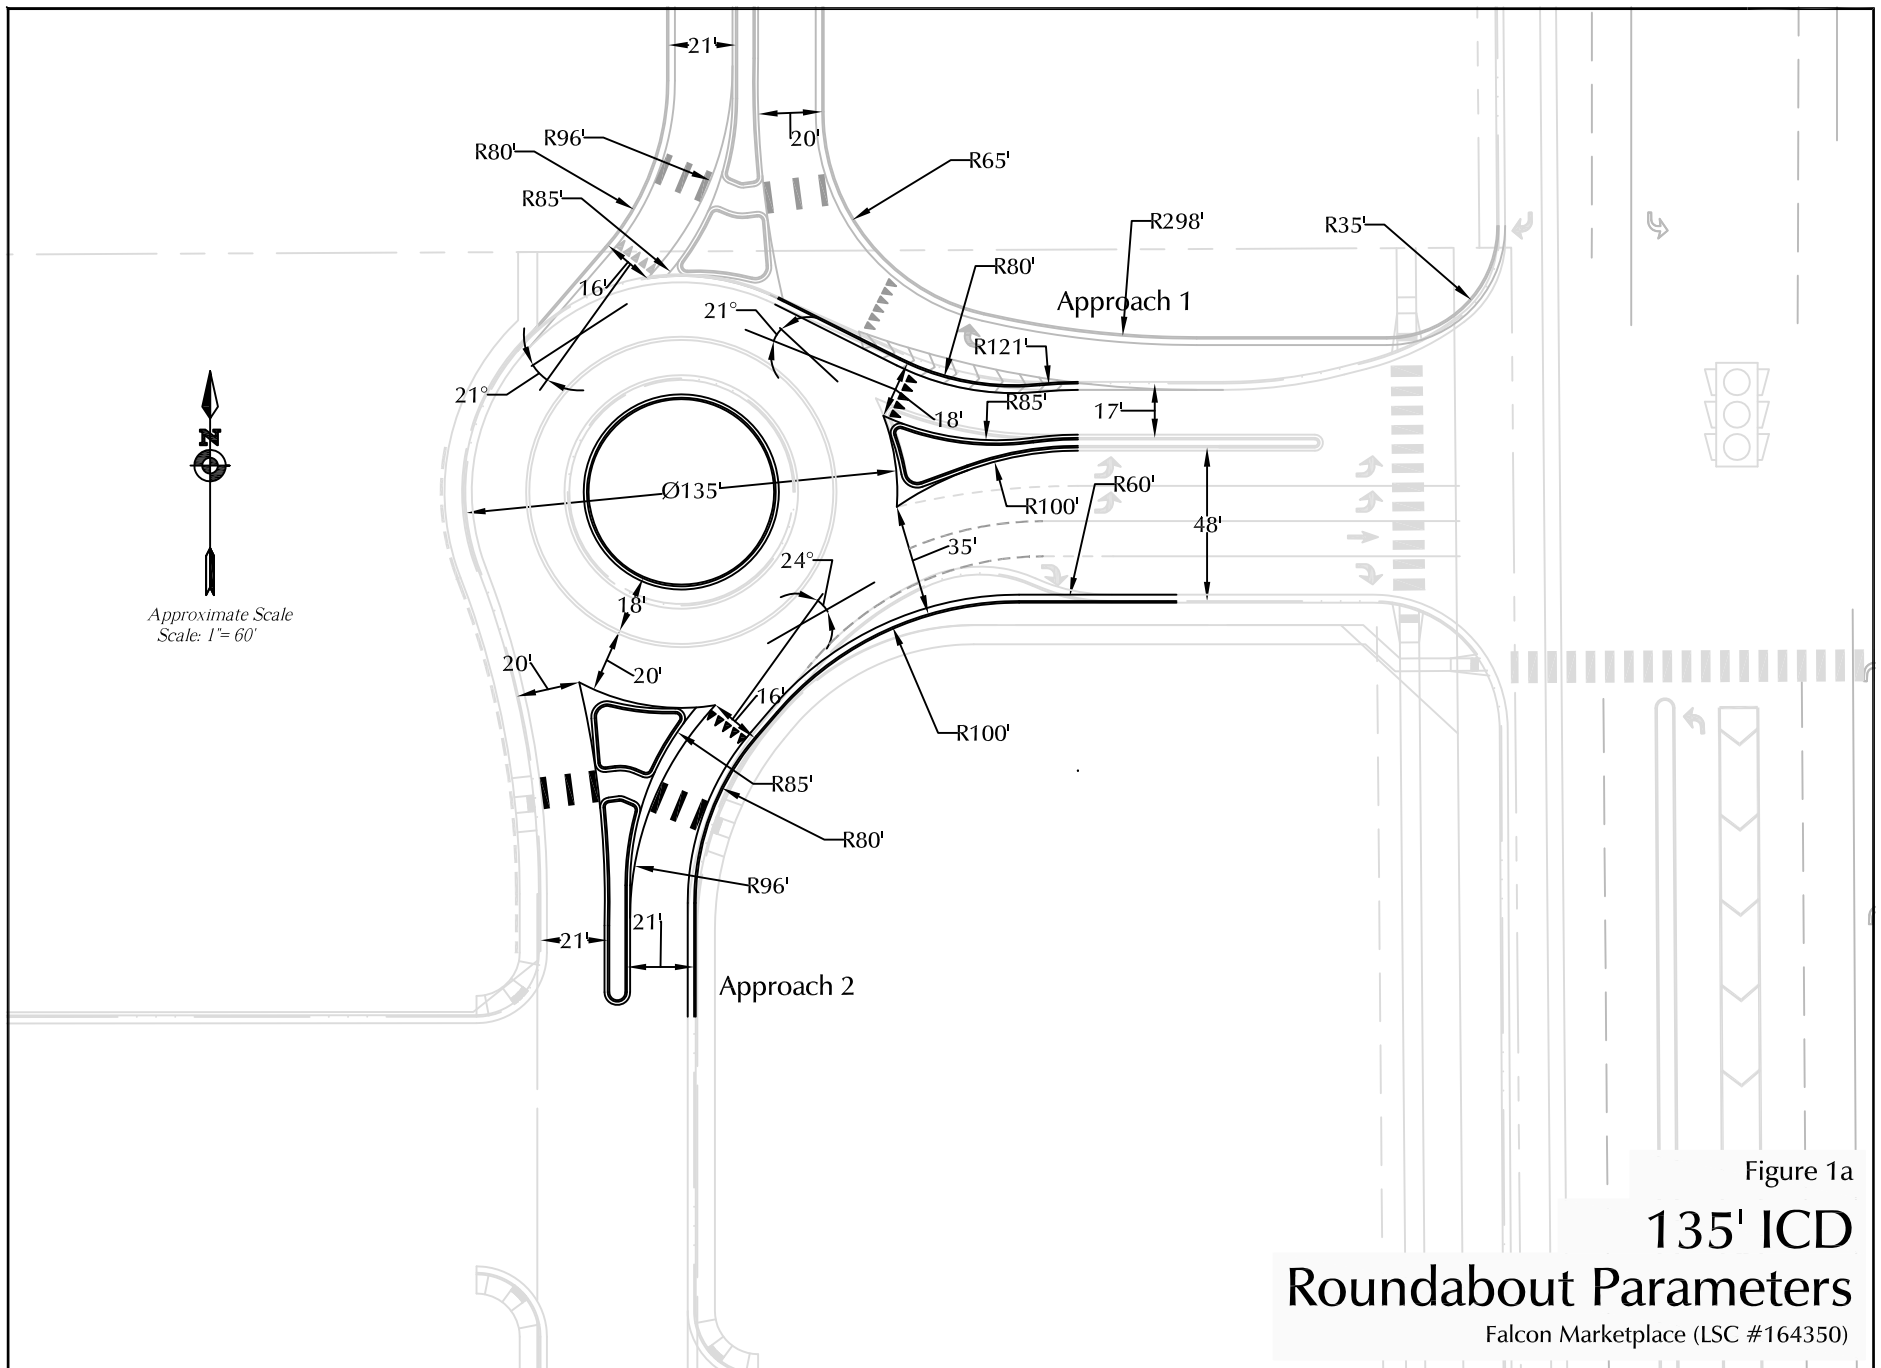 21'
20'
R96'
R80'
R65'
R85'
R298'
R35'
R80'
16'
Approach 1
21°
R121'
21°
R85'
17'
18'
N
Ø135'
R60'
R100'
48'
35'
24°
18'
Approximate Scale
Scale: 1"= 60'
20'
20'
16'
R100'
R85'
R80'
R96'
21'
21'
Approach 2
Figure 1a
135' ICD
Roundabout Parameters
Falcon Marketplace (LSC #164350)